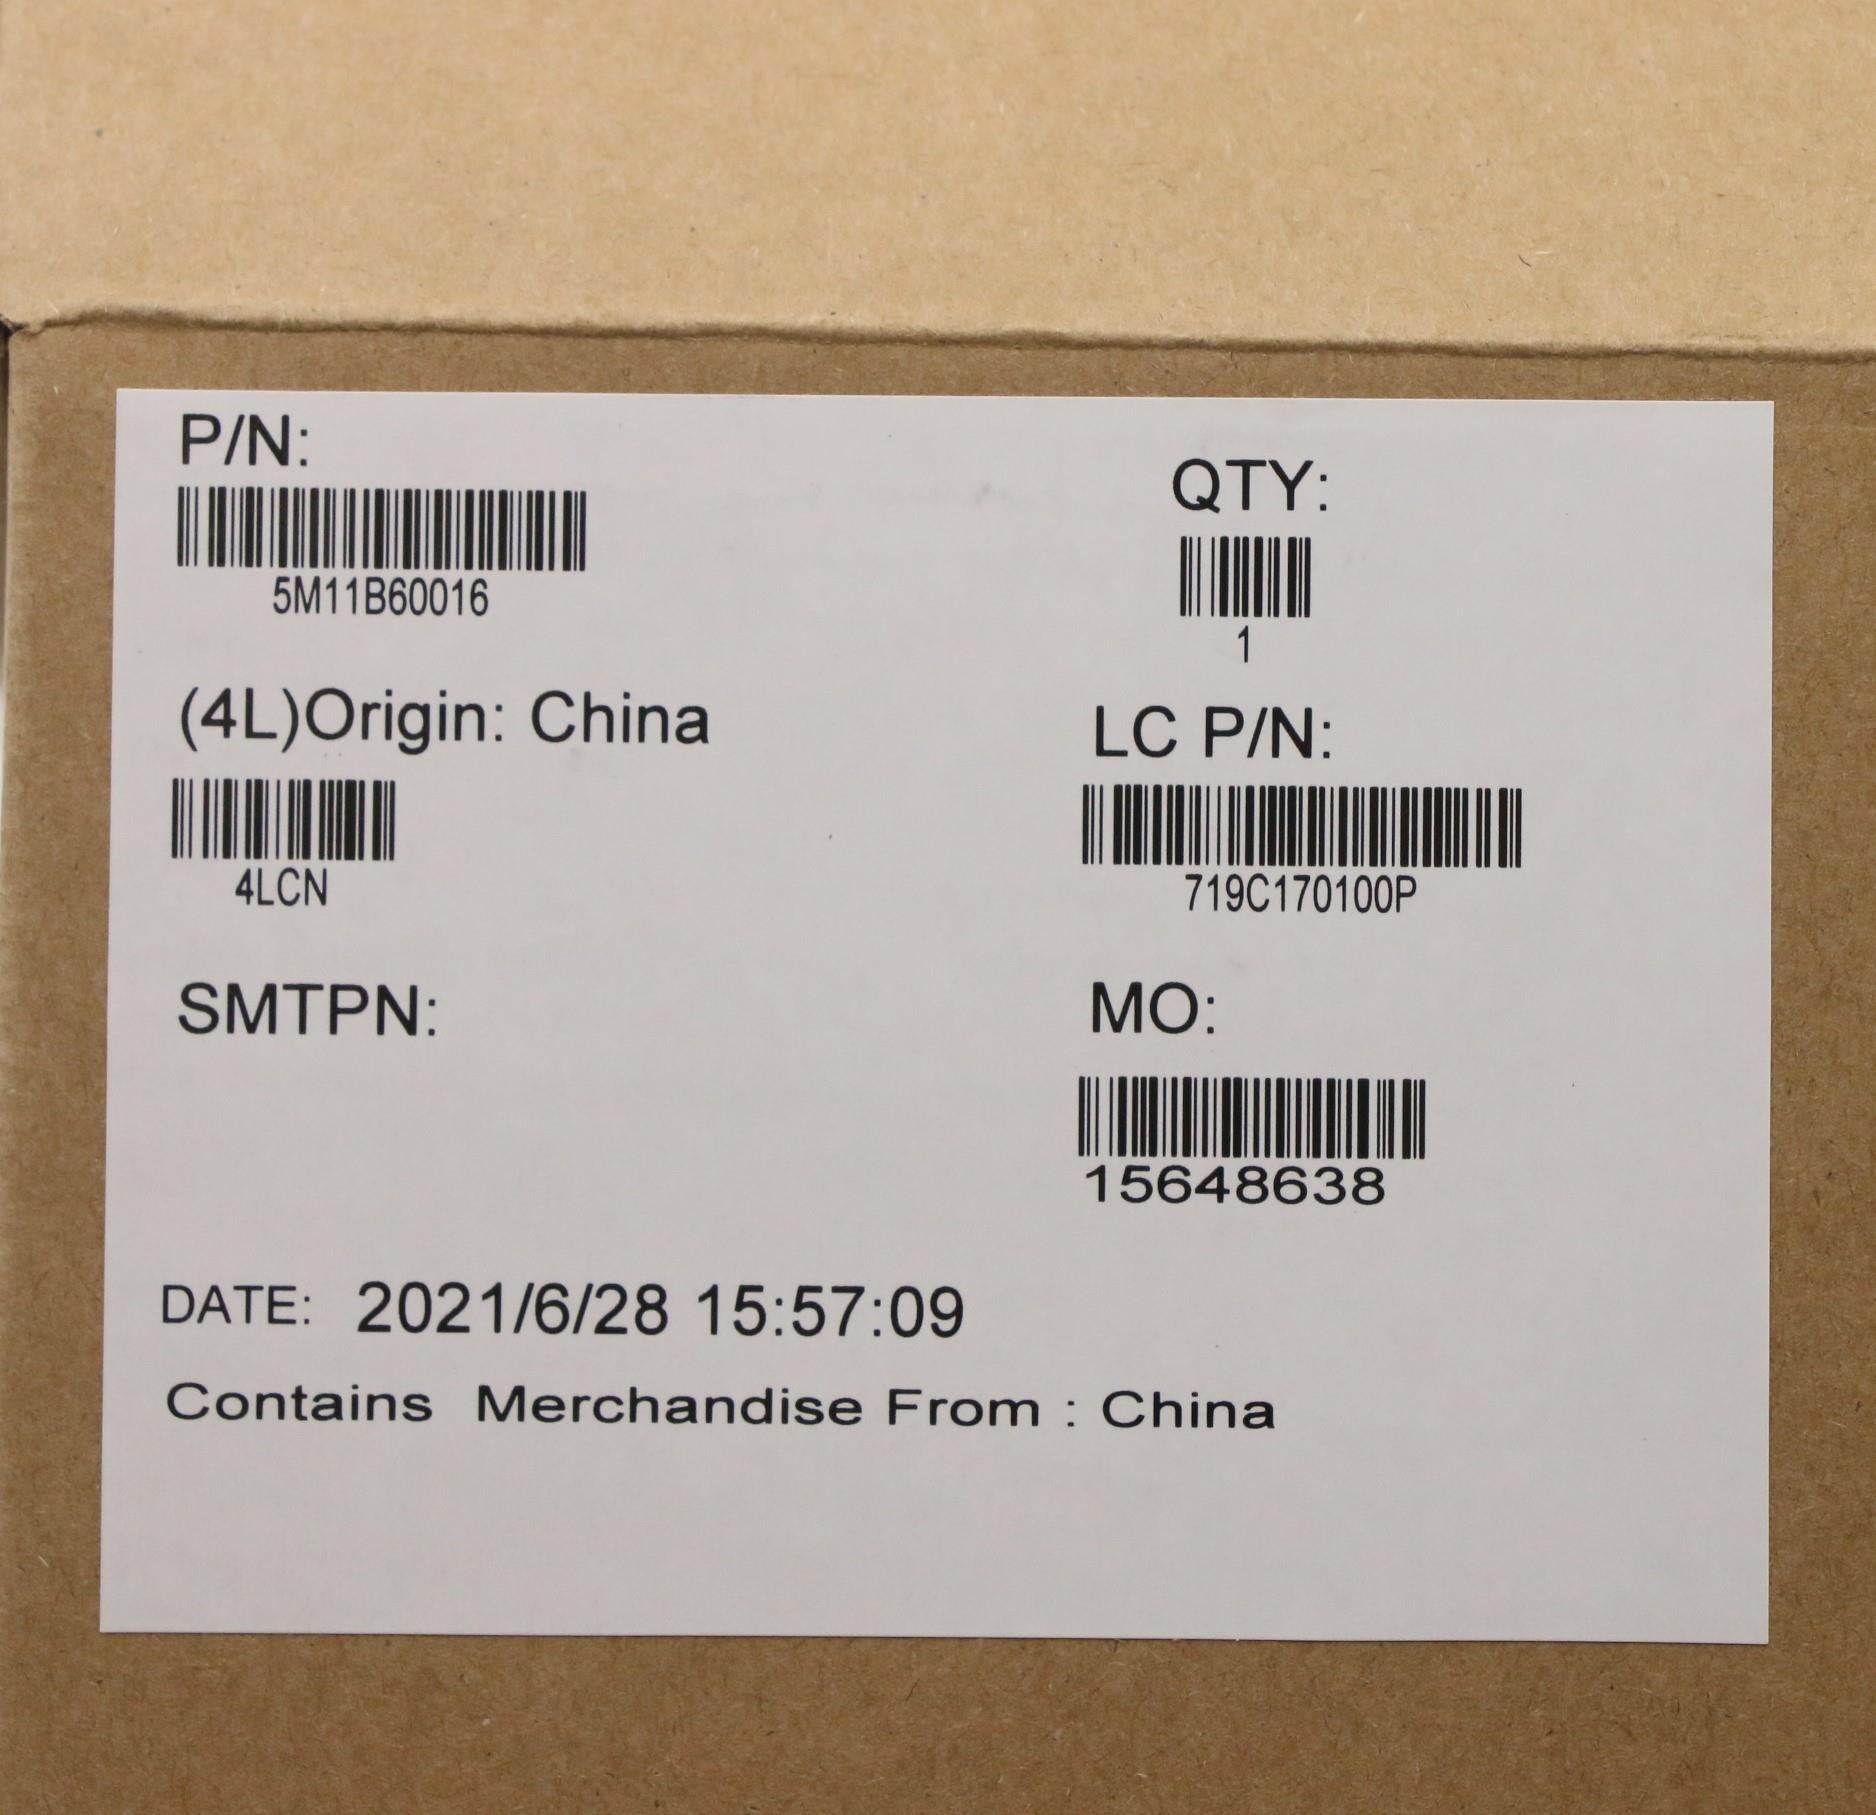 P/N:
5M11B60016
QTY:
1
(4L)Origin: China
4LCN
LC P/N:
719C170100P
SMTPN:
MO:
15648638
DATE: 2021/6/28 15:57:09
Contains Merchandise From : China